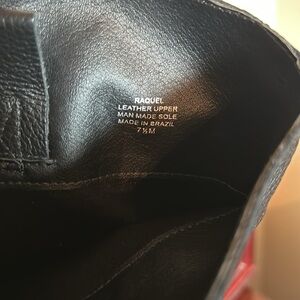 RAQUEL
LEATHER UPPER
MAN MADE SOLE
MADE IN BRAZIL
7½M